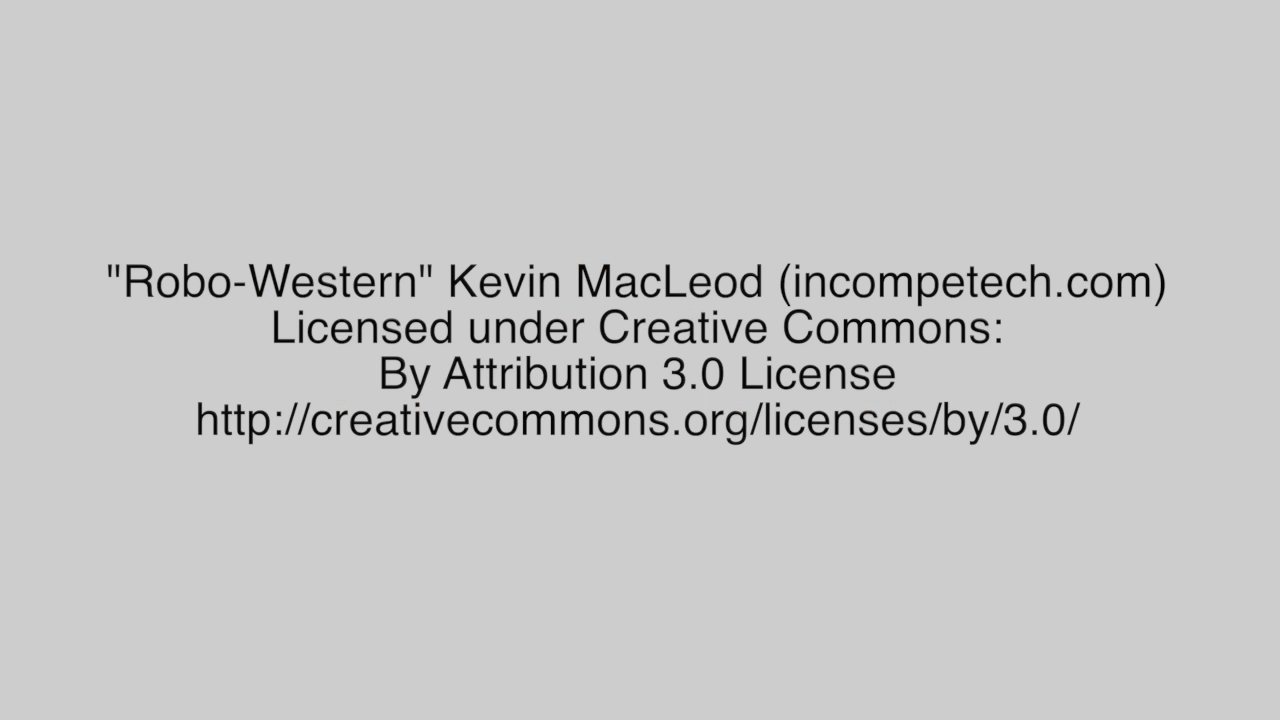 "Robo-Western" Kevin MacLeod (incompetech.com)
Licensed under Creative Commons:
By Attribution 3.0 License
http://creativecommons.org/licenses/by/3.0/